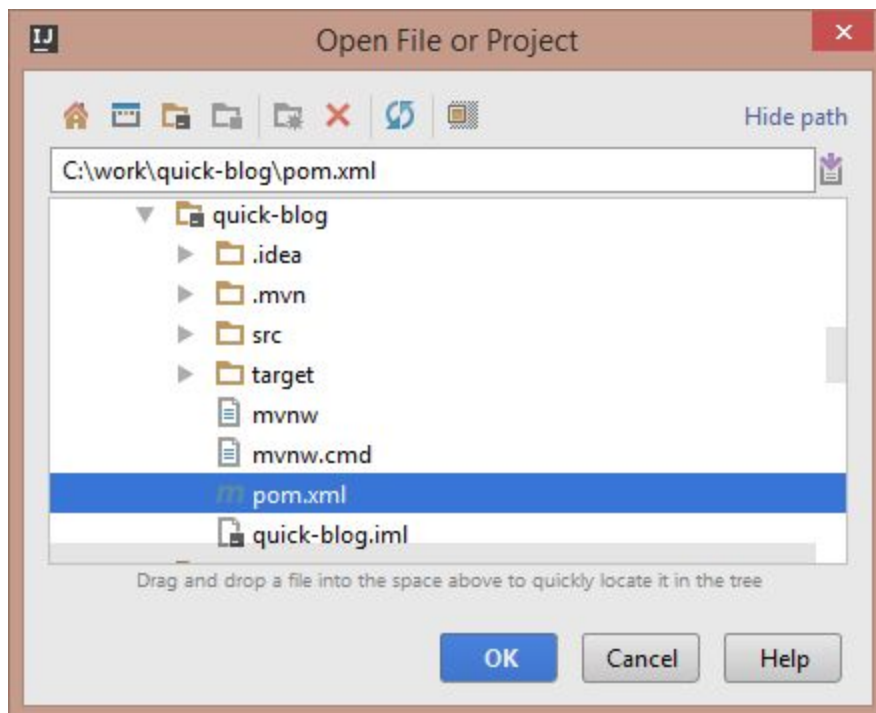 IJ
Open File or Project
Hide path
C:\work\quick-blog\pom.xml
quick-blog
.idea
.mvn
src
target
mvnw
mvnw.cmd
m pom.xml
quick-blog.iml
Drag and drop a file into the space above to quickly locate it in the tree
OK Cancel Help